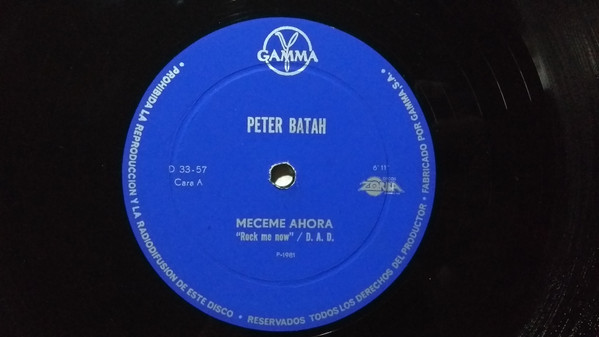 GAMMA
PETER BATAH
D 33-57
Cara A
6'11"
ZONIA
MECEME AHORA
"Rock me now" / D. A. D.
P-1981
• PROHIBIDA LA REPRODUCCION Y LA RADIODIFUSION DE ESTE DISCO • RESERVADOS TODOS LOS DERECHOS DEL PRODUCTOR • FABRICADO POR GAMMA, S.A.